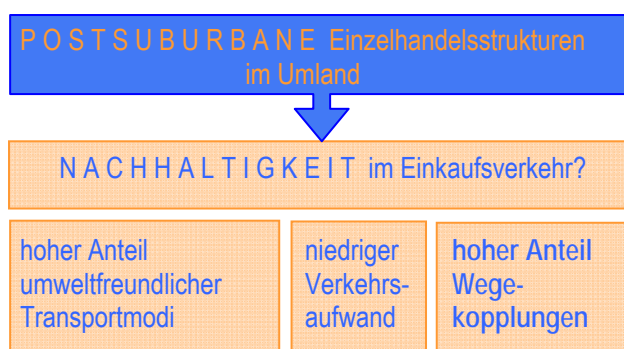 P O S T S U B U R B A N E Einzelhandelsstrukturen
im Umland
N A C H H A L T I G K E I T im Einkaufsverkehr?
hoher Anteil
umweltfreundlicher
Transportmodi
niedriger
Verkehrs-
aufwand
hoher Anteil
Wege-
kopplungen